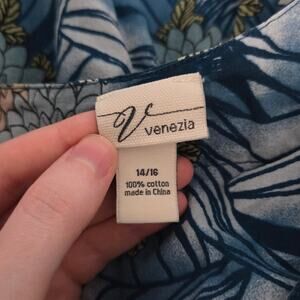 V
venezia
14/16
100% cotton
made in China